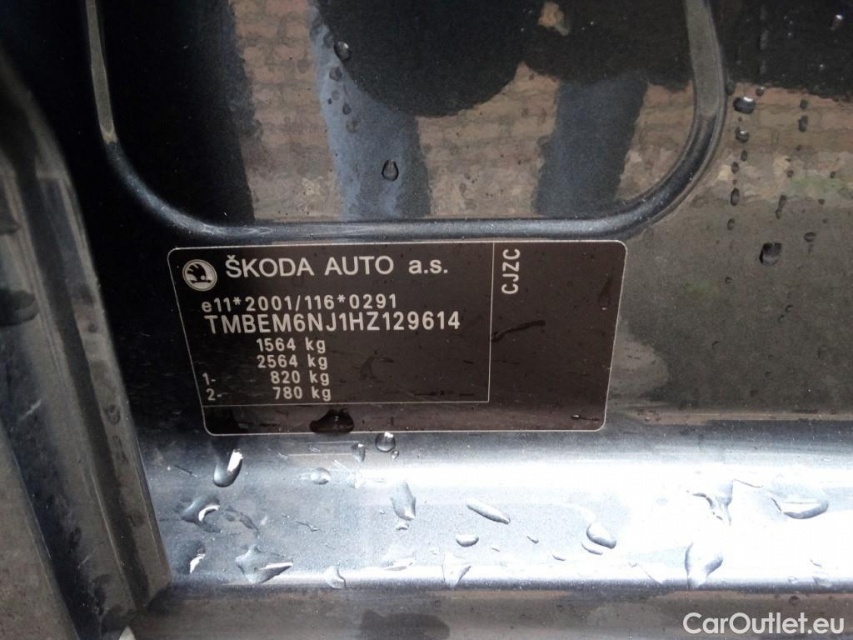 ŠKODA AUTO a.s.
CJZC
e11*2001/116*0291
TMBEM6NJ1HZ129614
1564 kg
2564 kg
1- 820 kg
2- 780 kg
CarOutlet.eu